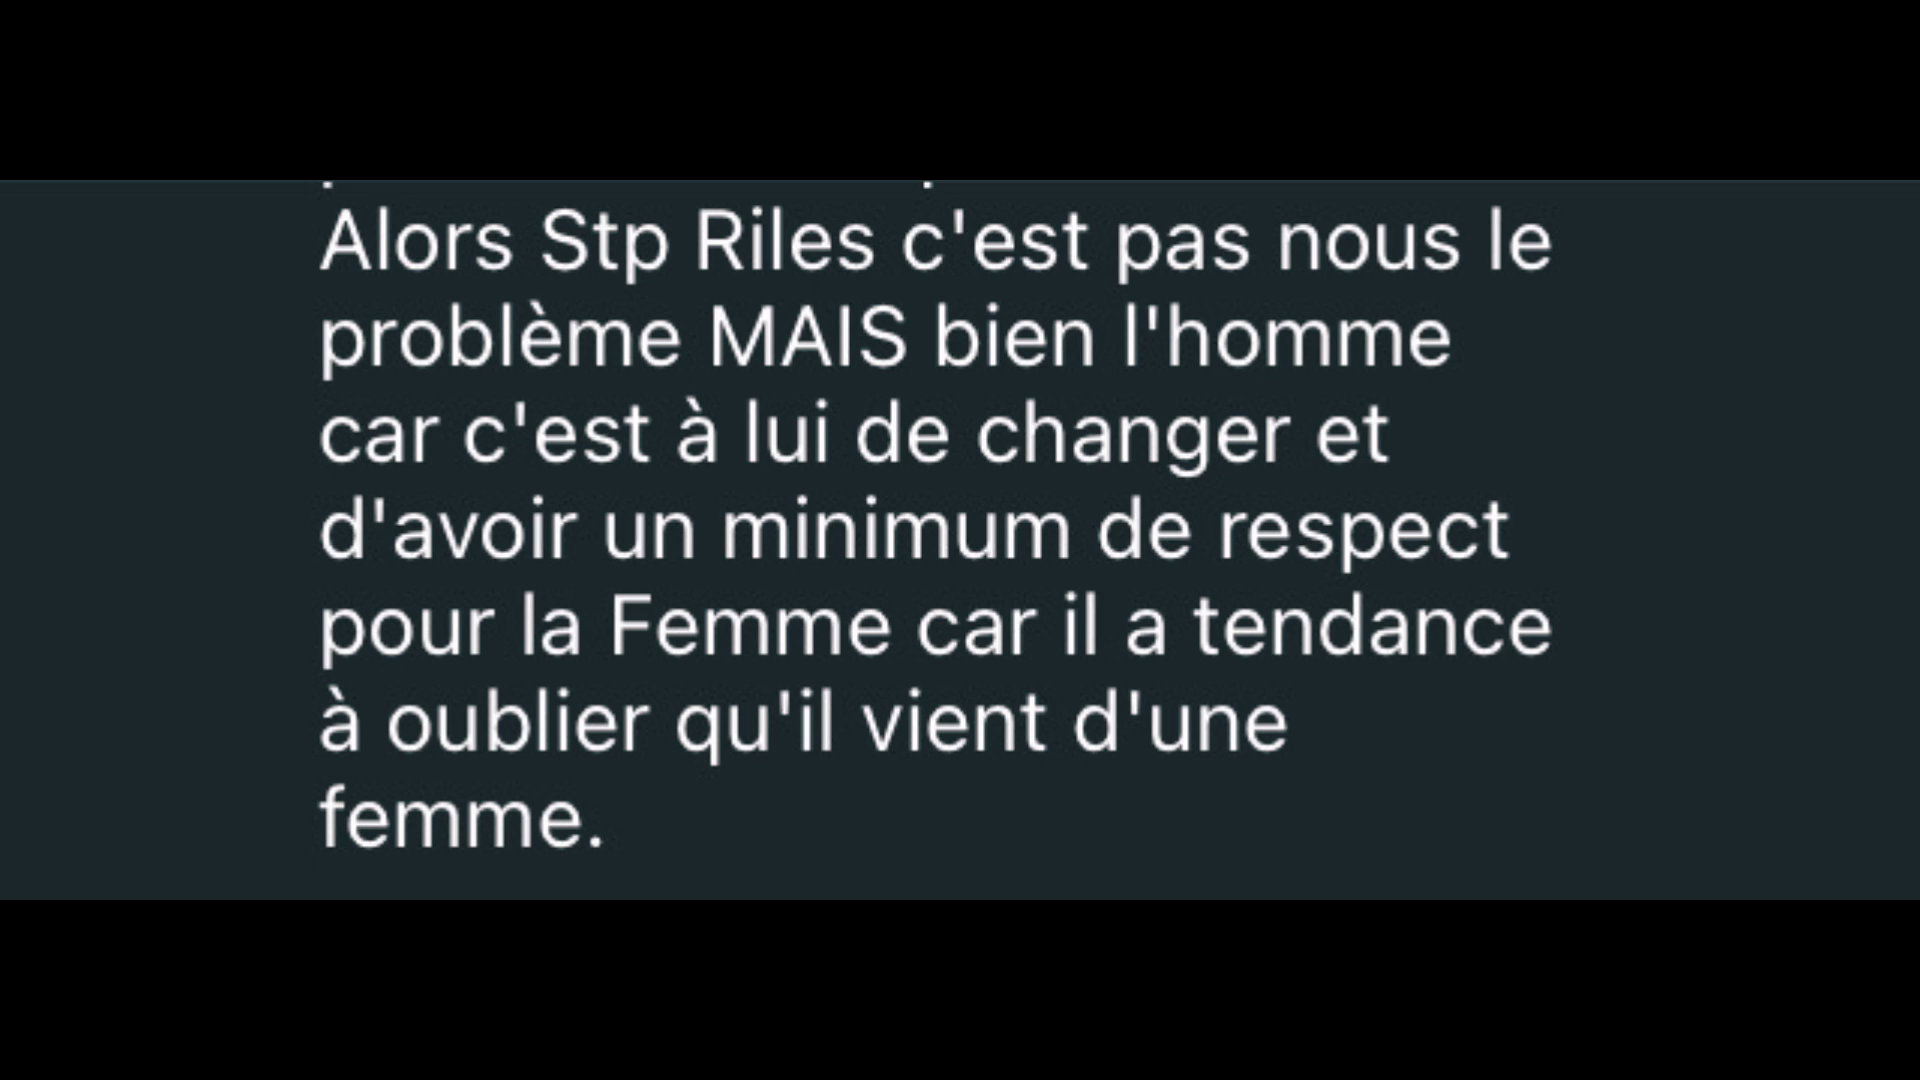 Alors Stp Riles c'est pas nous le
problème MAIS bien l'homme
car c'est à lui de changer et
d'avoir un minimum de respect
pour la Femme car il a tendance
à oublier qu'il vient d'une
femme.